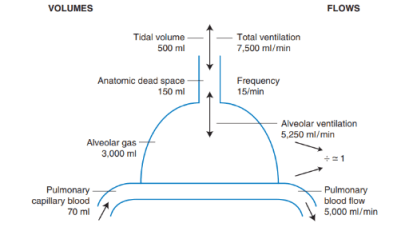 VOLUMES
FLOWS
Tidal volume
500 ml
Total ventilation
7,500 ml/min
Anatomic dead space
150 ml
Frequency
15/min
Alveolar ventilation
5,250 ml/min
Alveolar gas
3,000 ml
÷ ≃ 1
Pulmonary
capillary blood
70 ml
Pulmonary
blood flow
5,000 ml/min